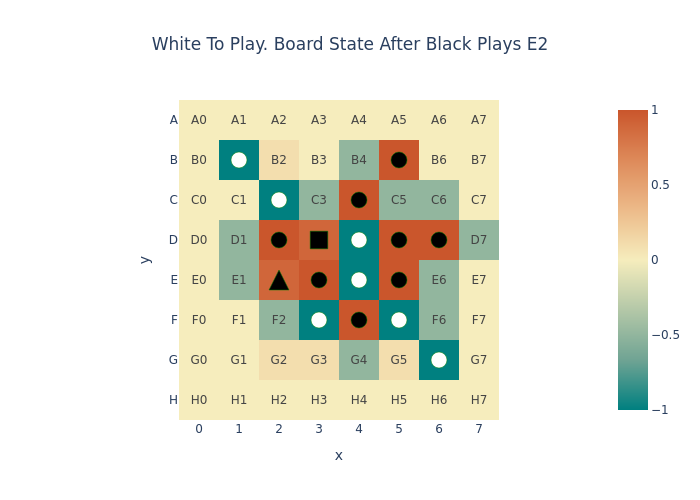 White To Play. Board State After Black Plays E2
A A0 A1 A2 A3 A4 A5 A6 A7
B B0 B2 B3 B4 B6 B7
C C0 C1 C3 C5 C6 C7
D D0 D1 D7
E E0 E1 E6 E7
F F0 F1 F2 F6 F7
G G0 G1 G2 G3 G4 G5 G7
H H0 H1 H2 H3 H4 H5 H6 H7
0 1 2 3 4 5 6 7
x
y
1
0.5
0
−0.5
−1